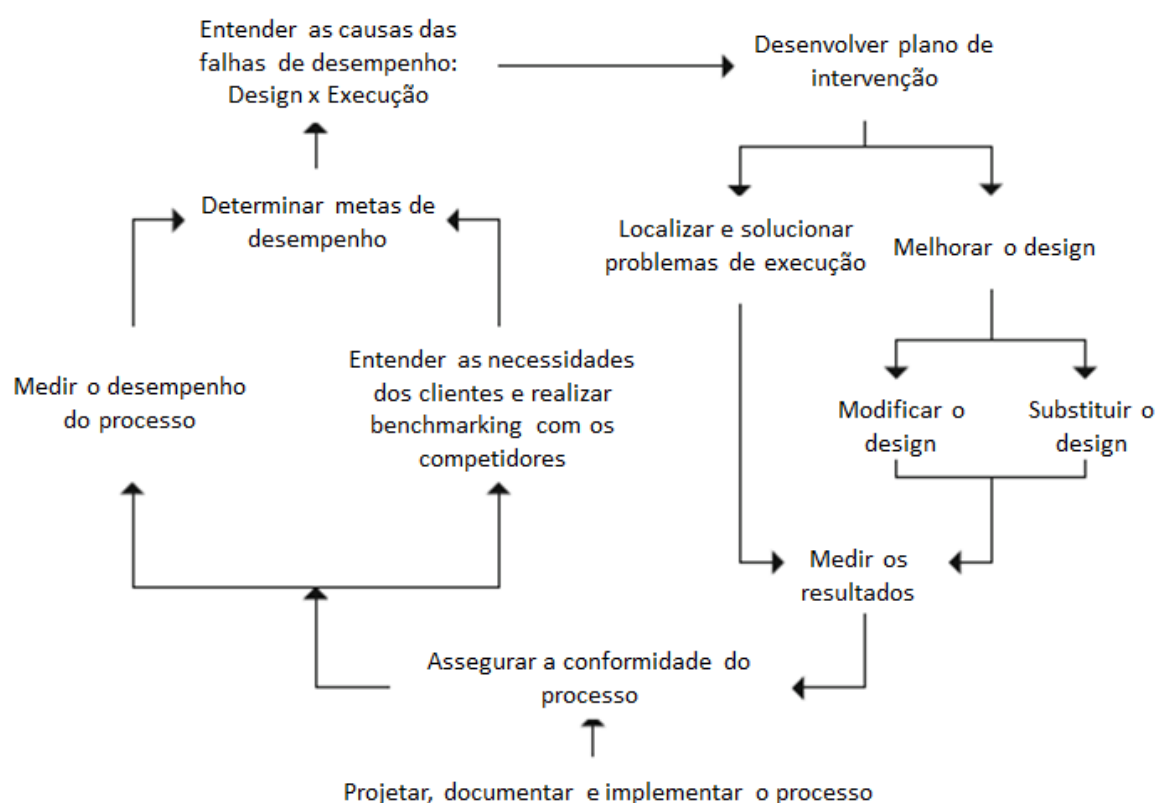 Entender as causas das
falhas de desempenho:
Design x Execução
Desenvolver plano de
intervenção
Determinar metas de
desempenho
Localizar e solucionar
problemas de execução
Melhorar o design
Medir o desempenho
do processo
Entender as necessidades
dos clientes e realizar
benchmarking com os
competidores
Modificar o
design
Substituir o
design
Medir os
resultados
Assegurar a conformidade do
processo
Projetar, documentar e implementar o processo